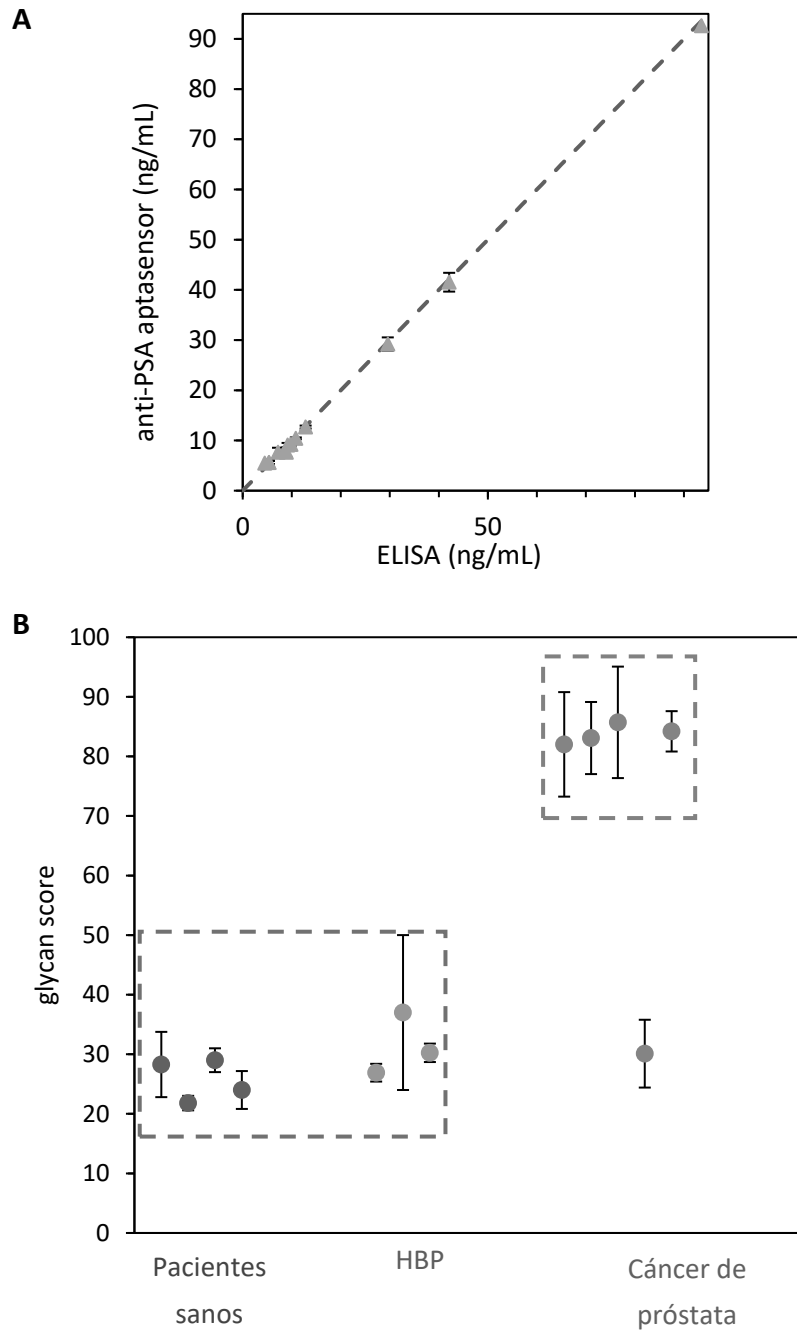 A
anti-PSA aptasensor (ng/mL)
90
80
70
60
50
40
30
20
10
0
0 50
ELISA (ng/mL)
B
glycan score
100
90
80
70
60
50
40
30
20
10
0
Pacientes
sanos
HBP
Cáncer de
próstata